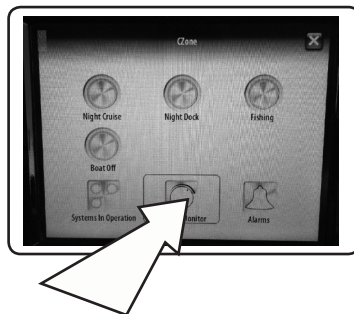 CZone
Night Cruise Night Dock Fishing
Boat Off
Systems In Operation Monitor Alarms